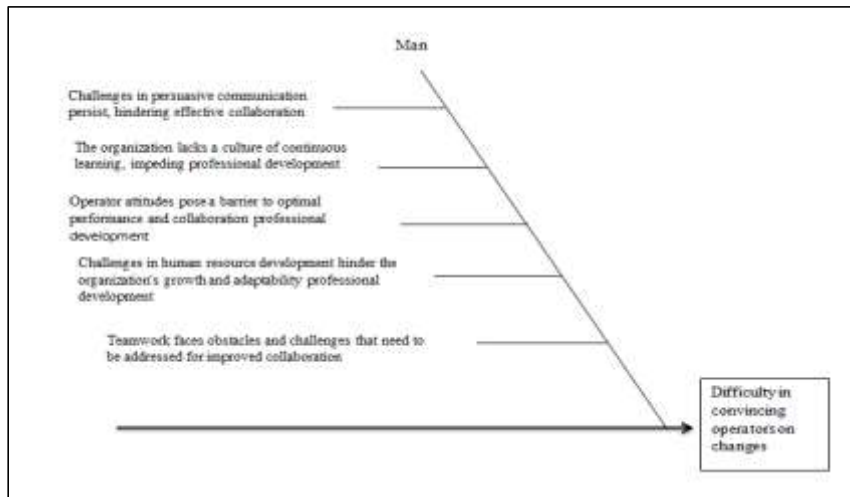 Man
Challenges in persuasive communication
persist, hindering effective collaboration
The organization lacks a culture of continuous
learning, impeding professional development
Operator attitudes pose a barrier to optimal
performance and collaboration professional
development
Challenges in human resource development hinder the
organization's growth and adaptability professional
development
Teamwork faces obstacles and challenges that need to
be addressed for improved collaboration
Difficulty in
convincing
operators on
changes